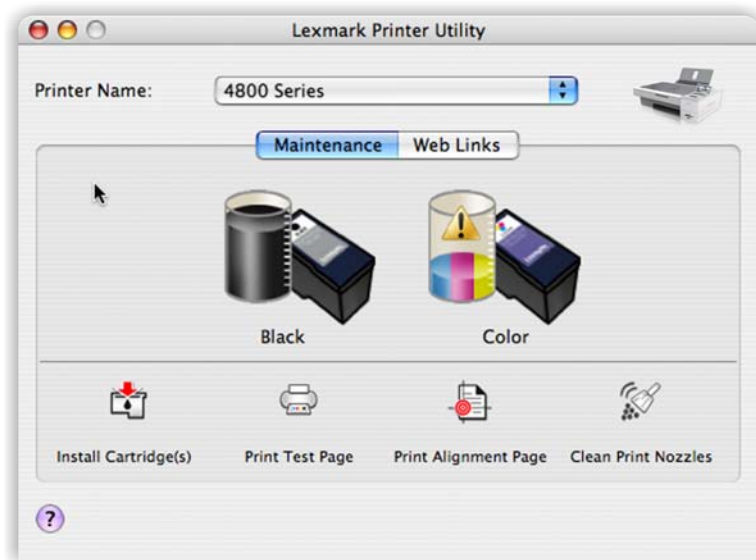 Lexmark Printer Utility
Printer Name:
4800 Series
Maintenance
Web Links
Black
Color
Install Cartridge(s)
Print Test Page
Print Alignment Page
Clean Print Nozzles
?